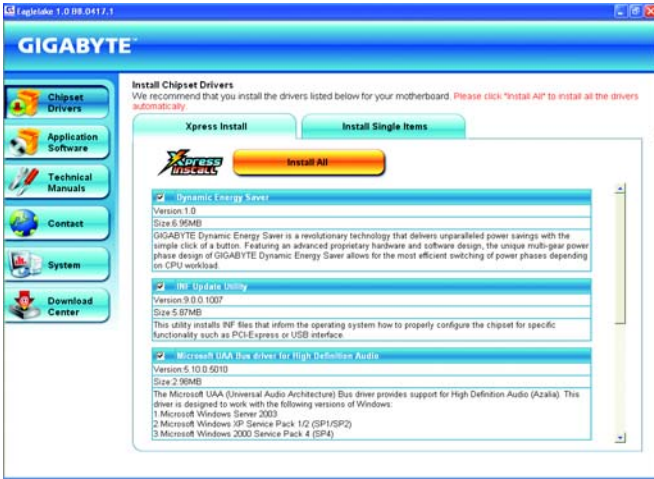 Eaglelake 1.0 B8.0417.1
GIGABYTE™
Chipset
Drivers
Application
Software
Technical
Manuals
Contact
System
Download
Center
Install Chipset Drivers
We recommend that you install the drivers listed below for your motherboard. Please click "Install All" to install all the drivers
automatically.
Xpress Install
Install Single Items
Xpress
Install
Install All
Dynamic Energy Saver
Version:1.0
Size:6.95MB
GIGABYTE Dynamic Energy Saver is a revolutionary technology that delivers unparalleled power savings with the
simple click of a button. Featuring an advanced proprietary hardware and software design, the unique multi-gear power
phase design of GIGABYTE Dynamic Energy Saver allows for the most efficient switching of power phases depending
on CPU workload.
INF Update Utility
Version:9.0.0.1007
Size:5.87MB
This utility installs INF files that inform the operating system how to properly configure the chipset for specific
functionality such as PCI-Express or USB interface.
Microsoft UAA Bus driver for High Definition Audio
Version:5.10.0.5010
Size:2.98MB
The Microsoft UAA (Universal Audio Architecture) Bus driver provides support for High Definition Audio (Azalia). This
driver is designed to work with the following versions of Windows:
1.Microsoft Windows Server 2003
2.Microsoft Windows XP Service Pack 1/2 (SP1/SP2)
3.Microsoft Windows 2000 Service Pack 4 (SP4)